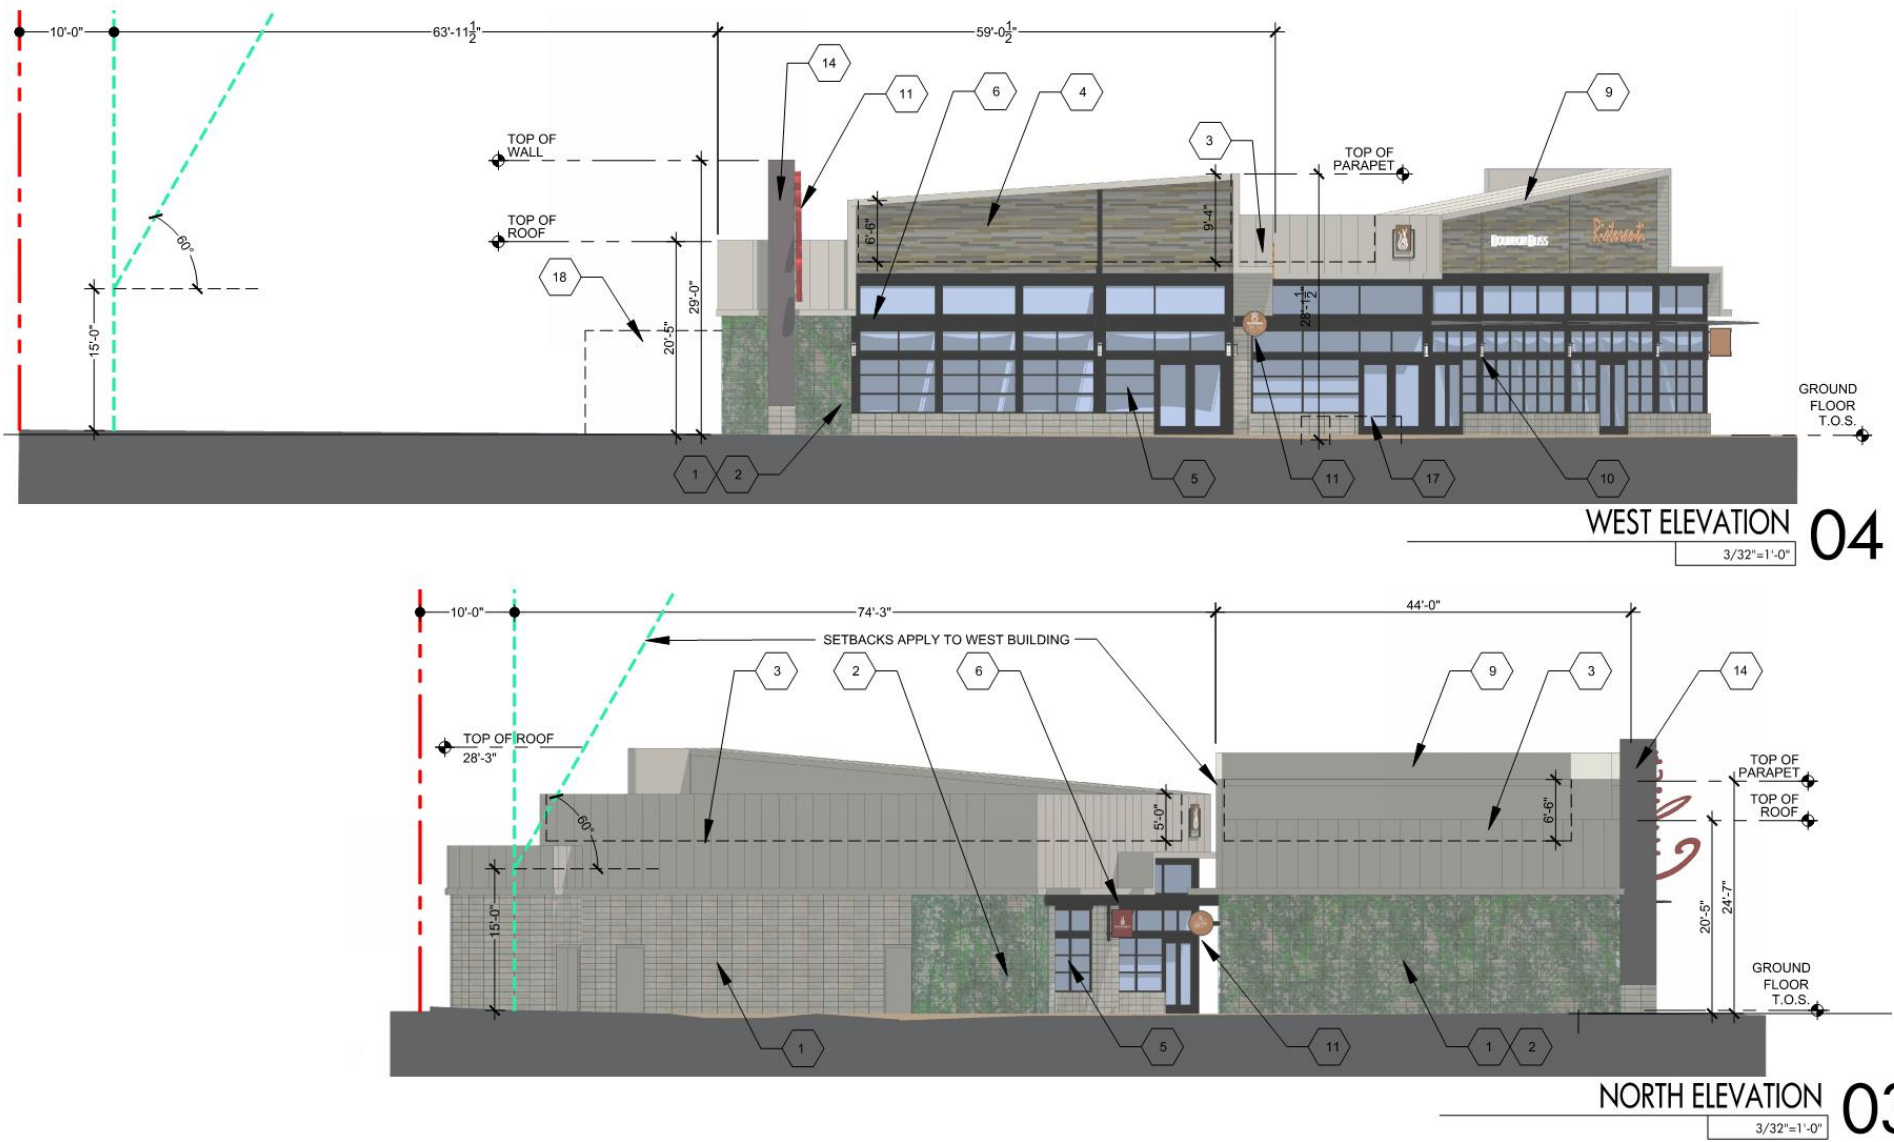 10'-0"
63'-11½"
59'-0½"
14
11
6
4
9
3
TOP OF
WALL
TOP OF
PARAPET
TOP OF
ROOF
60°
18
6'-6"
9'-4"
BOURBON BLISS
15'-0"
20'-5"
29'-0"
28'-1½"
GROUND
FLOOR
T.O.S.
1
2
5
11
17
10
WEST ELEVATION
04
3/32"=1'-0"
10'-0"
74'-3"
44'-0"
SETBACKS APPLY TO WEST BUILDING
3
2
6
9
3
14
TOP OF ROOF
28'-3"
TOP OF
PARAPET
TOP OF
ROOF
60°
5'-0"
6'-6"
15'-0"
20'-5"
24'-7"
GROUND
FLOOR
T.O.S.
1
5
11
1
2
NORTH ELEVATION
3/32"=1'-0"